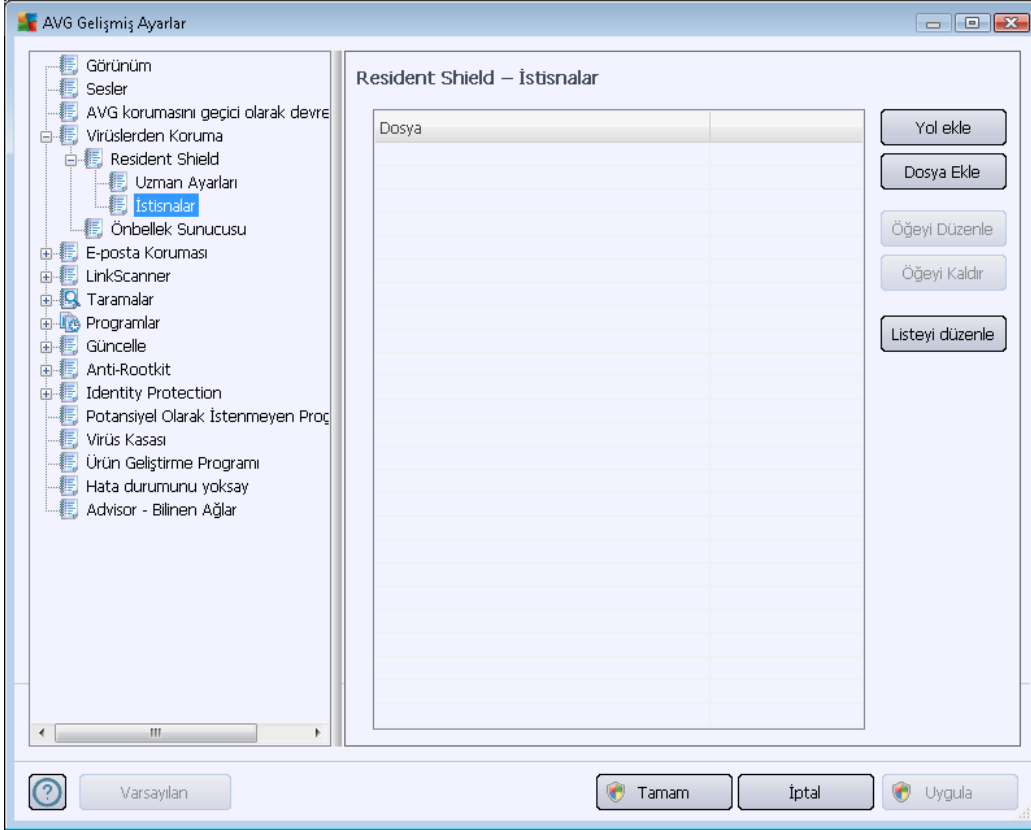 AVG Gelişmiş Ayarlar
Görünüm
Sesler
AVG korumasını geçici olarak devre
Virüslerden Koruma
Resident Shield
Uzman Ayarları
İstisnalar
Önbellek Sunucusu
E-posta Koruması
LinkScanner
Taramalar
Programlar
Güncelle
Anti-Rootkit
Identity Protection
Potansiyel Olarak İstenmeyen Prog
Virüs Kasası
Ürün Geliştirme Programı
Hata durumunu yoksay
Advisor - Bilinen Ağlar
Resident Shield – İstisnalar
Dosya
Yol ekle
Dosya Ekle
Öğeyi Düzenle
Öğeyi Kaldır
Listeyi düzenle
Varsayılan
Tamam
İptal
Uygula